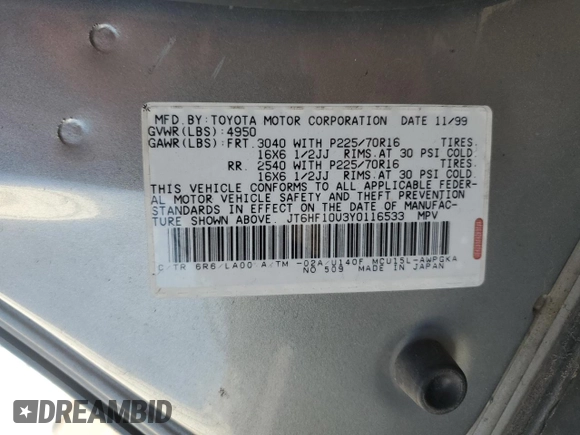 MFD.BY:TOYOTA MOTOR CORPORATION DATE 11/99
GVWR(LBS):4950
GAWR(LBS):FRT.3040 WITH P225/70R16 TIRES.
16X6 1/2JJ RIMS.AT 30 PSI COLD
RR. 2540 WITH P225/70R16 TIRES.
16X6 1/2JJ RIMS.AT 30 PSI COLD
THIS VEHICLE CONFORMS TO ALL APPLICABLE FEDER-
AL MOTOR VEHICLE SAFETY AND THEFT PREVENTION
STANDARDS IN EFFECT ON THE DATE OF MANUFAC-
TURE SHOWN ABOVE. JT6HF10U3Y0116533 MPV
C/TR 6R6/LA00 A/TM -02A/U140F MCU15L-AWPGKA
NO 509 MADE IN JAPAN
DREAMBID